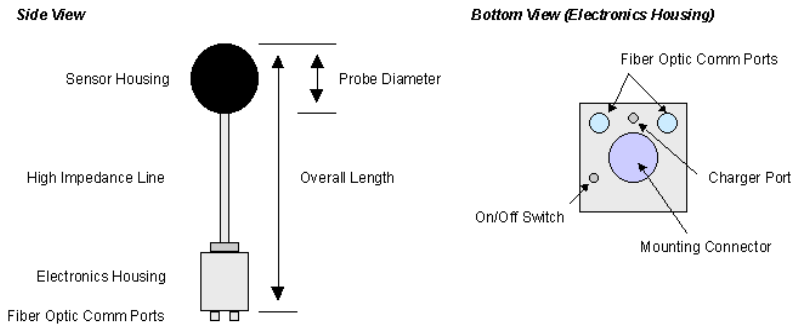 Side View
Sensor Housing
Probe Diameter
High Impedance Line
Overall Length
Electronics Housing
Fiber Optic Comm Ports
Bottom View (Electronics Housing)
Fiber Optic Comm Ports
Charger Port
On/Off Switch
Mounting Connector